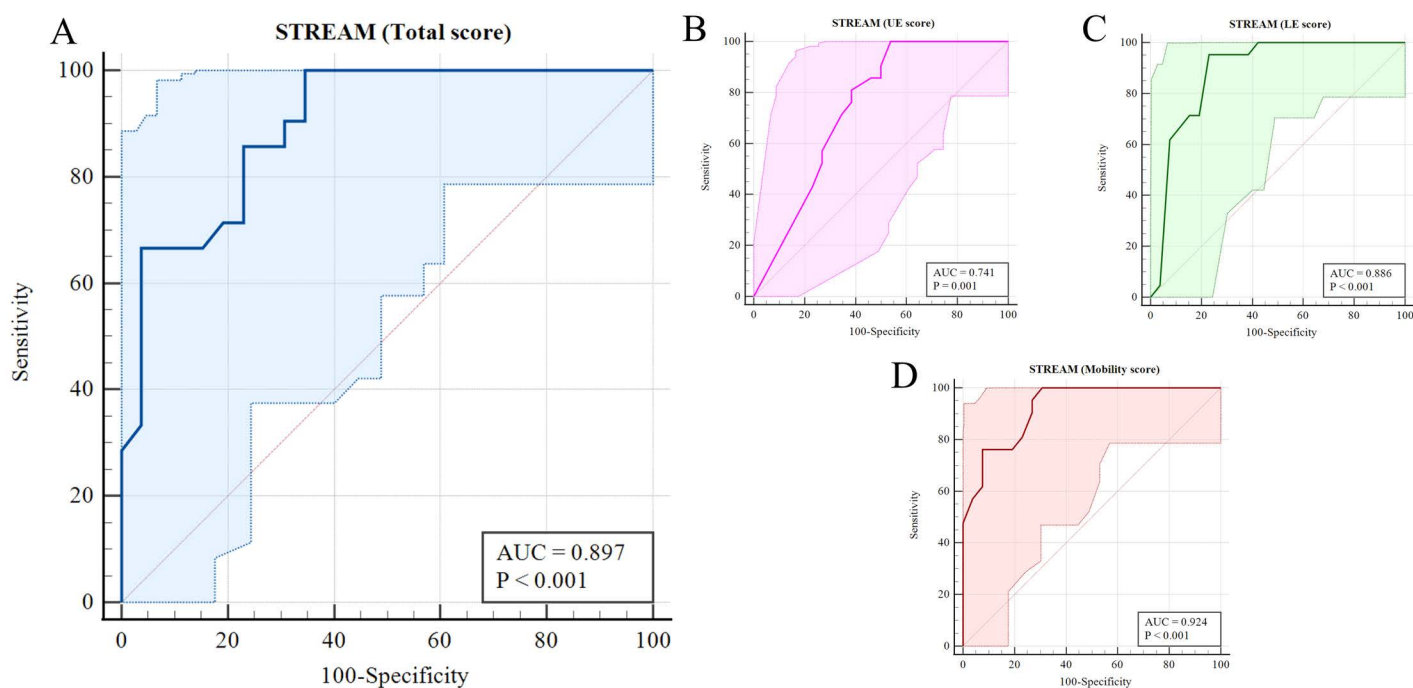 A
STREAM (Total score)
100
80
60
40
20
0
Sensitivity
AUC = 0.897
P < 0.001
0 20 40 60 80 100
100-Specificity
B
STREAM (UE score)
100
80
60
40
20
0
Sensitivity
AUC = 0.741
P = 0.001
0 20 40 60 80 100
100-Specificity
C
STREAM (LE score)
100
80
60
40
20
0
Sensitivity
AUC = 0.886
P < 0.001
0 20 40 60 80 100
100-Specificity
D
STREAM (Mobility score)
100
80
60
40
20
0
Sensitivity
AUC = 0.924
P < 0.001
0 20 40 60 80 100
100-Specificity